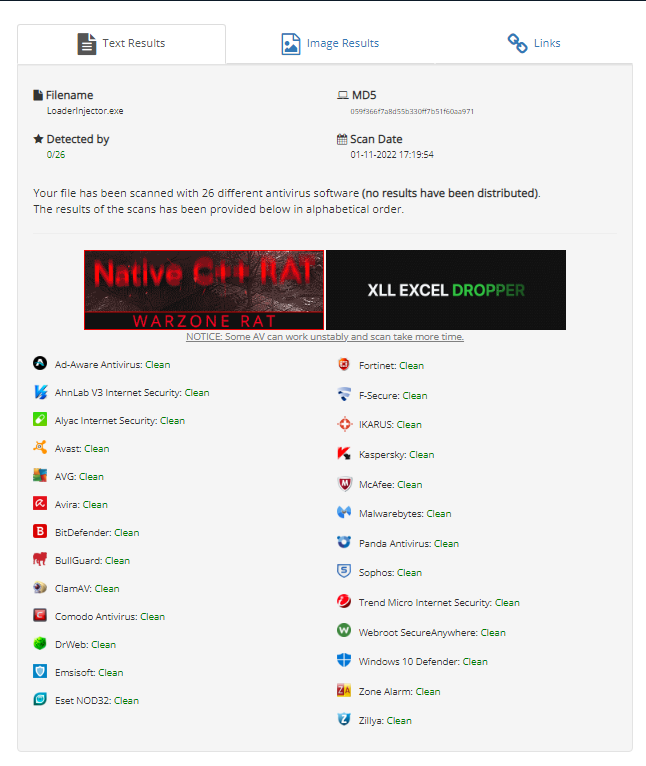 Text Results
Image Results
Links
Filename
LoaderInjector.exe
MD5
059f366f7a8d55b330ff7b51f60aa971
Detected by
0/26
Scan Date
01-11-2022 17:19:54
Your file has been scanned with 26 different antivirus software (no results have been distributed).
The results of the scans has been provided below in alphabetical order.
Native C++ RAT
WARZONE RAT
XLL EXCEL DROPPER
NOTICE: Some AV can work unstably and scan take more time.
Ad-Aware Antivirus: Clean
AhnLab V3 Internet Security: Clean
Alyac Internet Security: Clean
Avast: Clean
AVG: Clean
Avira: Clean
BitDefender: Clean
BullGuard: Clean
ClamAV: Clean
Comodo Antivirus: Clean
DrWeb: Clean
Emsisoft: Clean
Eset NOD32: Clean
Fortinet: Clean
F-Secure: Clean
IKARUS: Clean
Kaspersky: Clean
McAfee: Clean
Malwarebytes: Clean
Panda Antivirus: Clean
Sophos: Clean
Trend Micro Internet Security: Clean
Webroot SecureAnywhere: Clean
Windows 10 Defender: Clean
Zone Alarm: Clean
Zillya: Clean